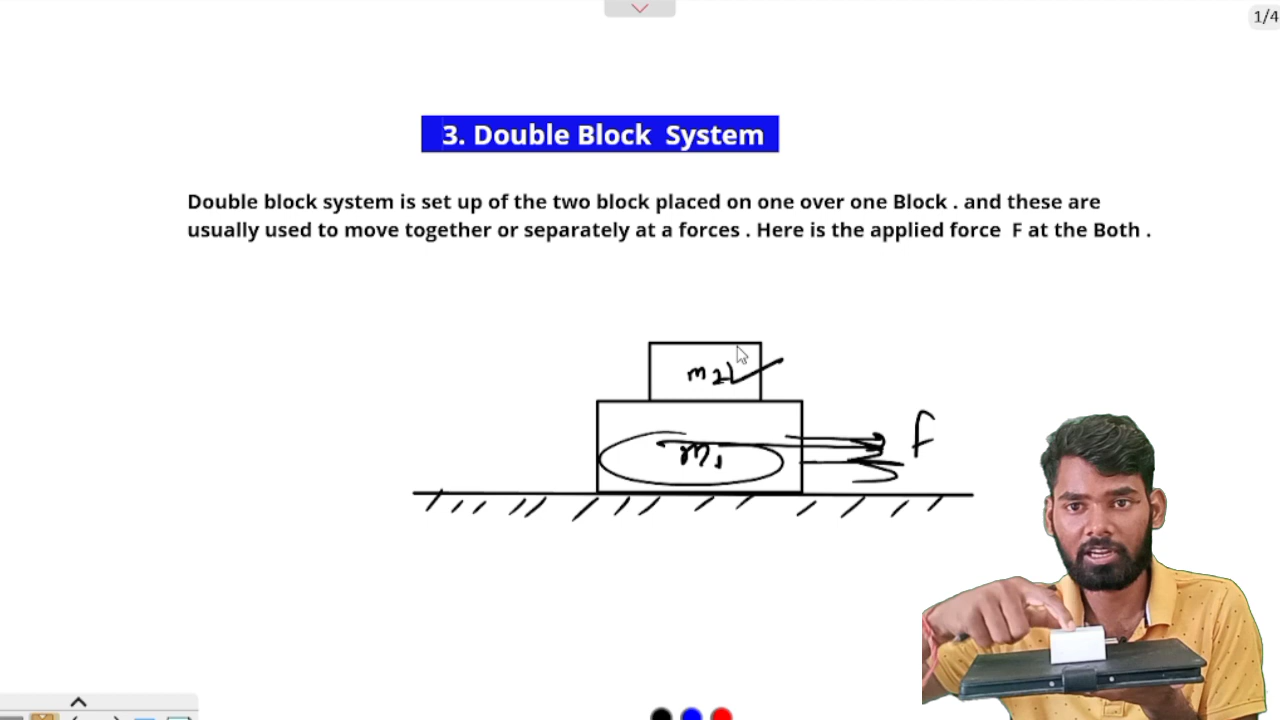 1/4
3. Double Block System
Double block system is set up of the two block placed on one over one Block . and these are
usually used to move together or separately at a forces . Here is the applied force F at the Both .
m2
F
m1